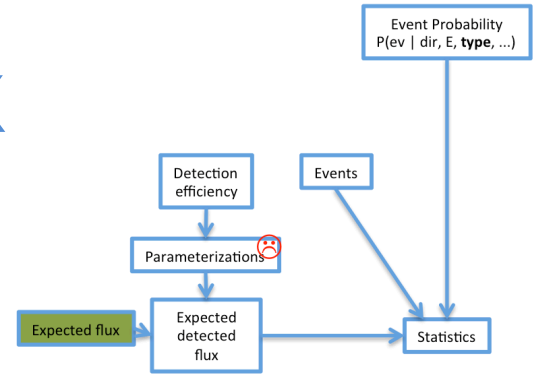 Event Probability
P(ev | dir, E, type, ...)
Detection
efficiency
Events
Parameterizations
Expected flux
Expected
detected
flux
Statistics